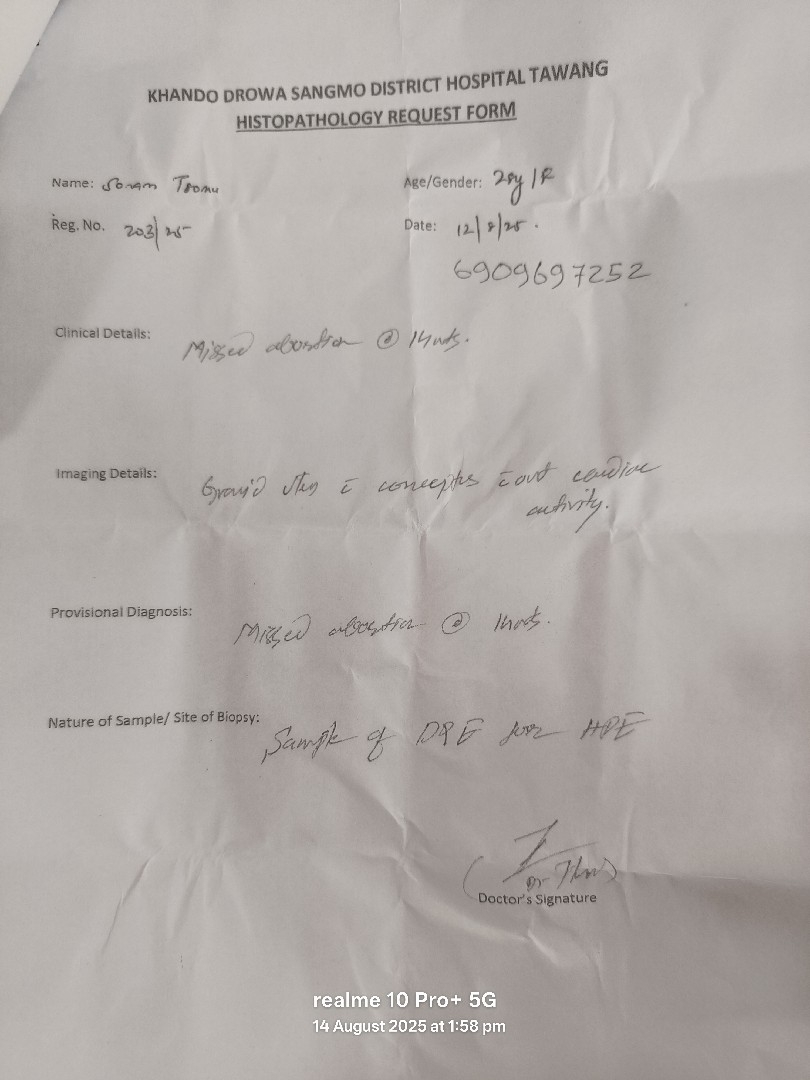 KHANDO DROWA SANGMO DISTRICT HOSPITAL TAWANG
HISTOPATHOLOGY REQUEST FORM
Name: Sonam Tsomu Age/Gender: 28y/F
Reg. No. 203/25 Date: 12/8/25.
6909697252
Clinical Details: Missed abortion @ 14wks.
Imaging Details: Gravid c̄ conceptus c̄out cardiac
activity.
Provisional Diagnosis: Missed abortion @ 14wks.
Nature of Sample/ Site of Biopsy: Sample of D&E for HPE
Dr
Doctor's Signature
realme 10 Pro+ 5G
14 August 2025 at 1:58 pm